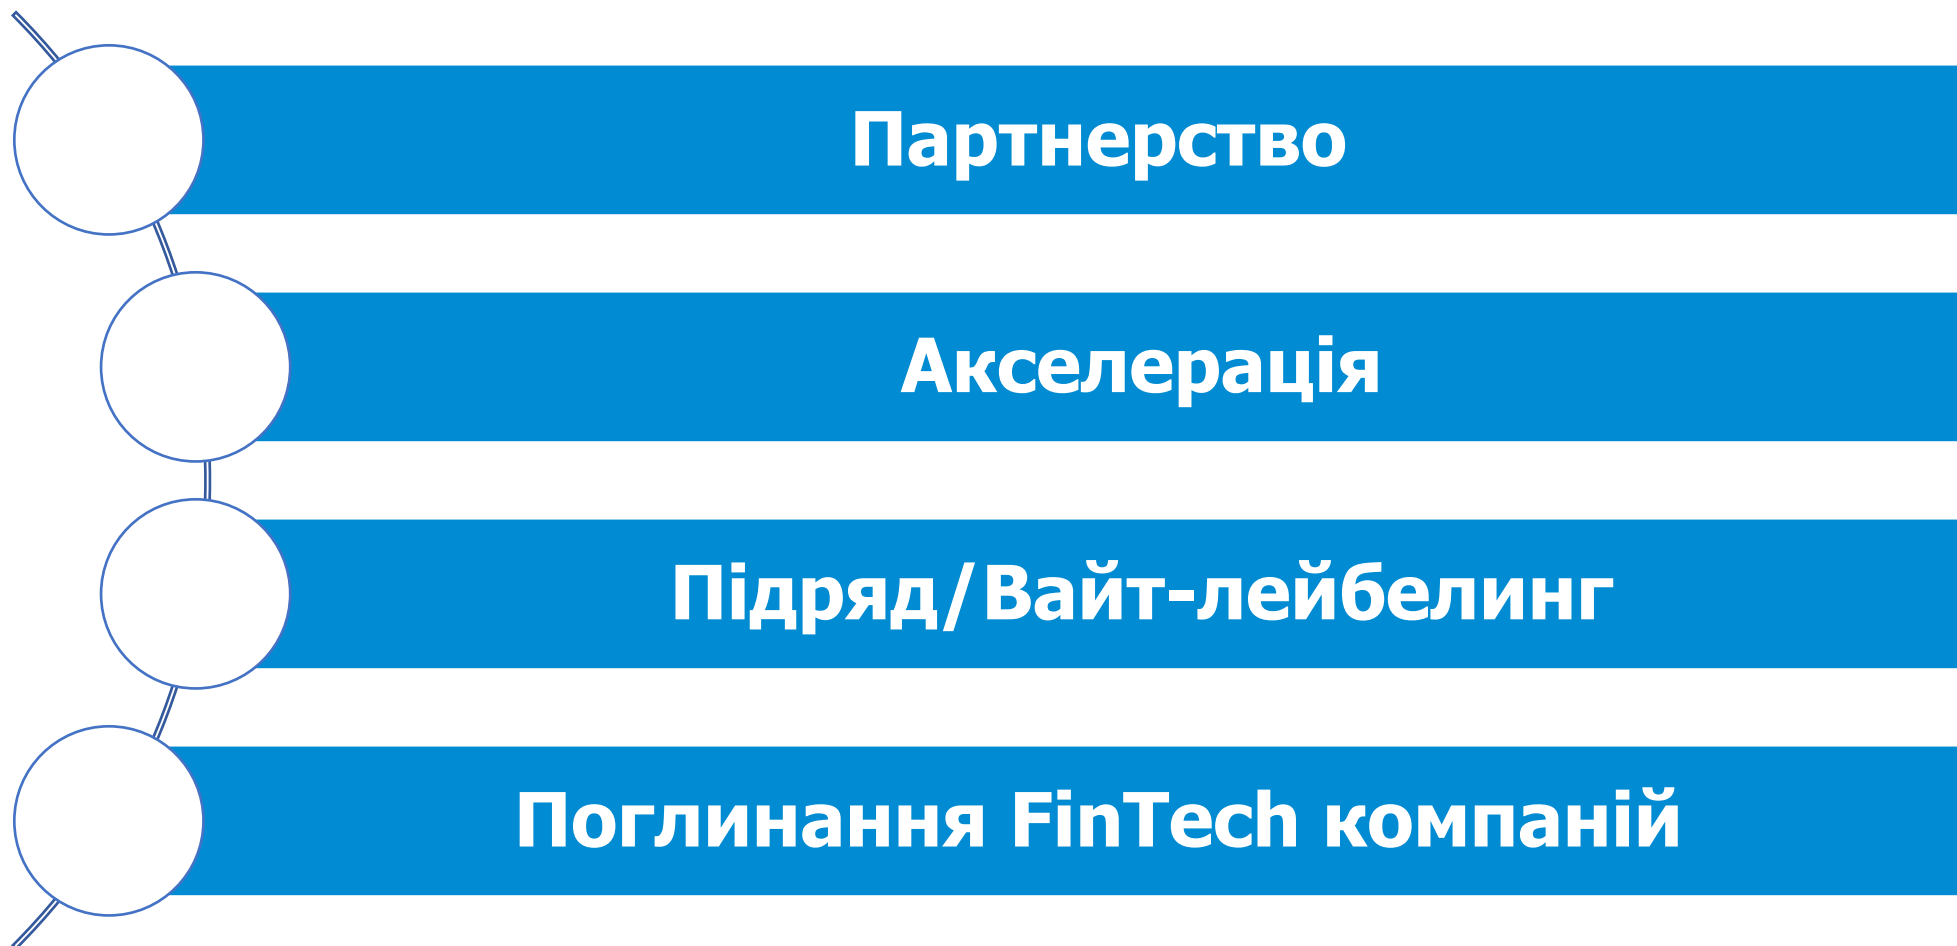 Партнерство
Акселерація
Підряд/Вайт-лейбелинг
Поглинання FinTech компаній